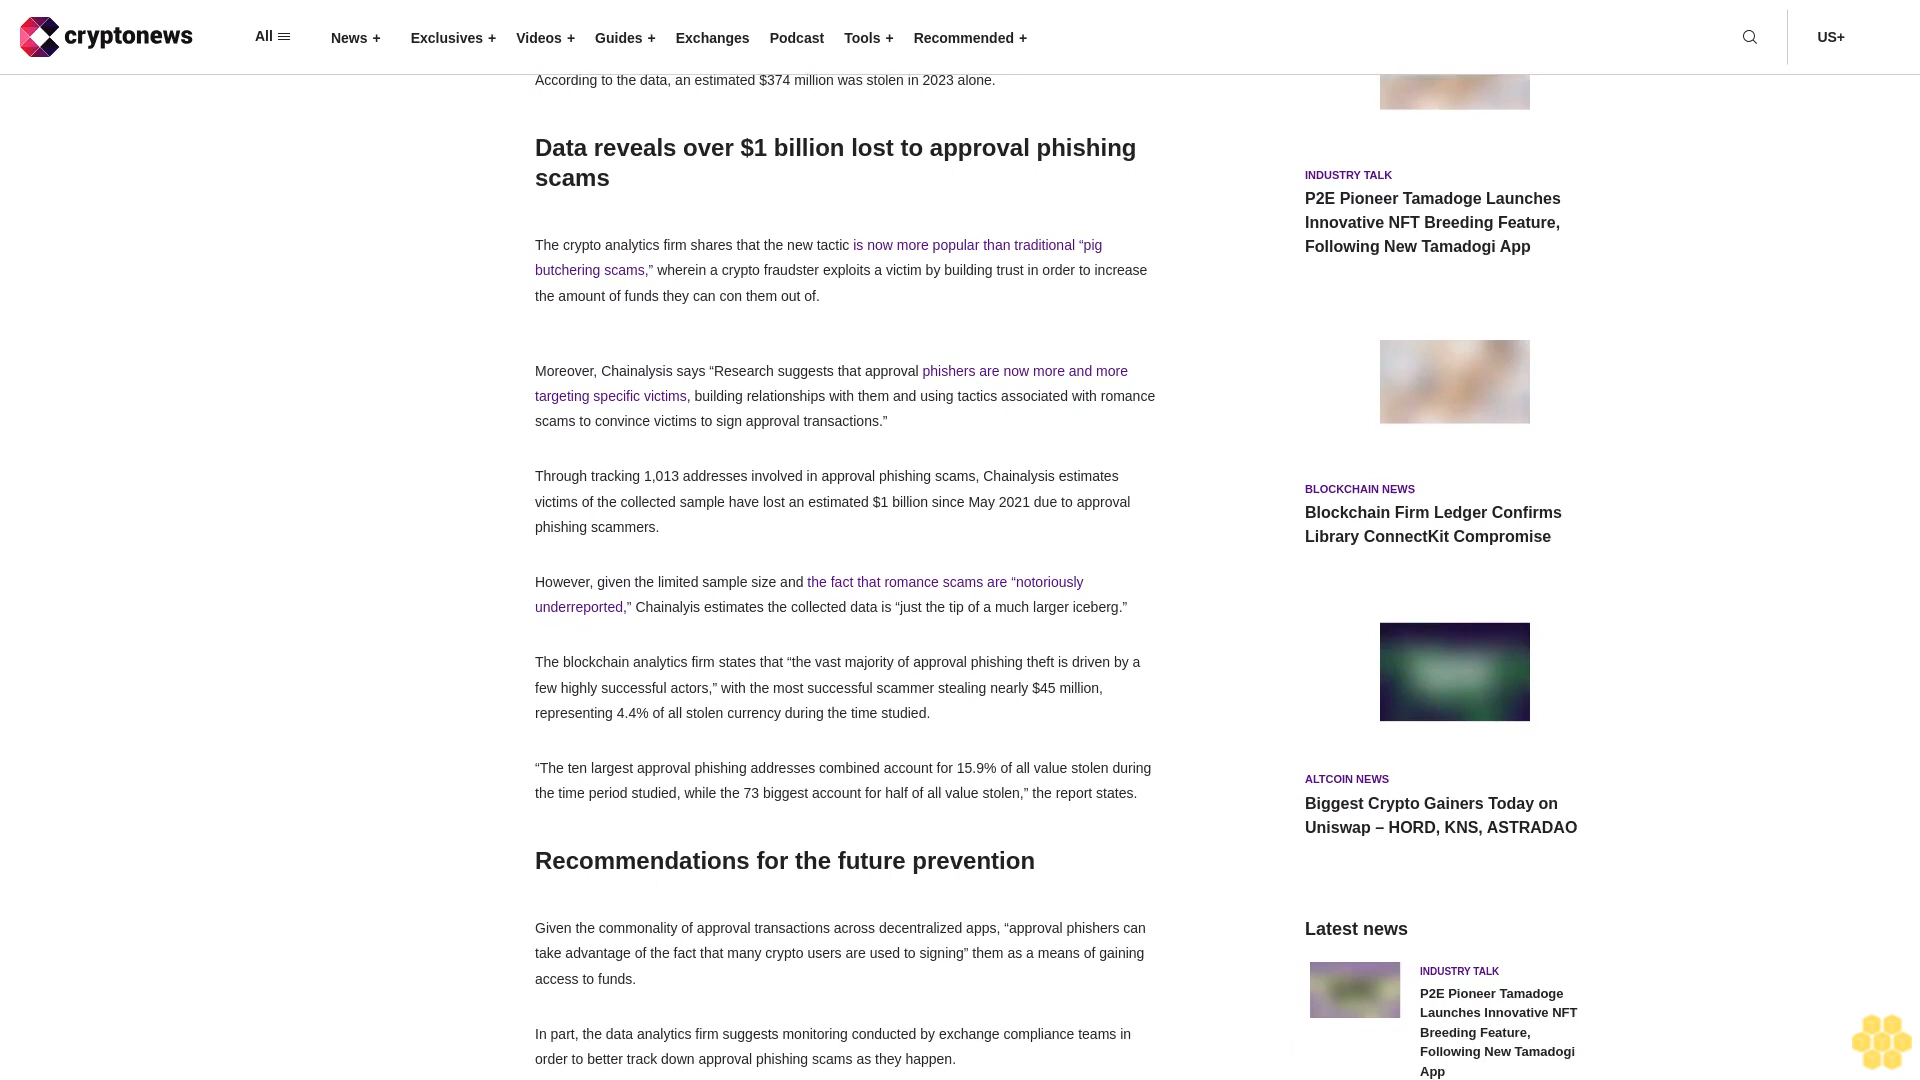 cryptonews
All
News +
Exclusives +
Videos +
Guides +
Exchanges
Podcast
Tools +
Recommended +
US+
According to the data, an estimated $374 million was stolen in 2023 alone.
Data reveals over $1 billion lost to approval phishing
scams
The crypto analytics firm shares that the new tactic is now more popular than traditional “pig
butchering scams,” wherein a crypto fraudster exploits a victim by building trust in order to increase
the amount of funds they can con them out of.
Moreover, Chainalysis says “Research suggests that approval phishers are now more and more
targeting specific victims, building relationships with them and using tactics associated with romance
scams to convince victims to sign approval transactions.”
Through tracking 1,013 addresses involved in approval phishing scams, Chainalysis estimates
victims of the collected sample have lost an estimated $1 billion since May 2021 due to approval
phishing scammers.
However, given the limited sample size and the fact that romance scams are “notoriously
underreported,” Chainalyis estimates the collected data is “just the tip of a much larger iceberg.”
The blockchain analytics firm states that “the vast majority of approval phishing theft is driven by a
few highly successful actors,” with the most successful scammer stealing nearly $45 million,
representing 4.4% of all stolen currency during the time studied.
“The ten largest approval phishing addresses combined account for 15.9% of all value stolen during
the time period studied, while the 73 biggest account for half of all value stolen,” the report states.
Recommendations for the future prevention
Given the commonality of approval transactions across decentralized apps, “approval phishers can
take advantage of the fact that many crypto users are used to signing” them as a means of gaining
access to funds.
In part, the data analytics firm suggests monitoring conducted by exchange compliance teams in
order to better track down approval phishing scams as they happen.
INDUSTRY TALK
P2E Pioneer Tamadoge Launches
Innovative NFT Breeding Feature,
Following New Tamadogi App
BLOCKCHAIN NEWS
Blockchain Firm Ledger Confirms
Library ConnectKit Compromise
ALTCOIN NEWS
Biggest Crypto Gainers Today on
Uniswap – HORD, KNS, ASTRADAO
Latest news
INDUSTRY TALK
P2E Pioneer Tamadoge
Launches Innovative NFT
Breeding Feature,
Following New Tamadogi
App